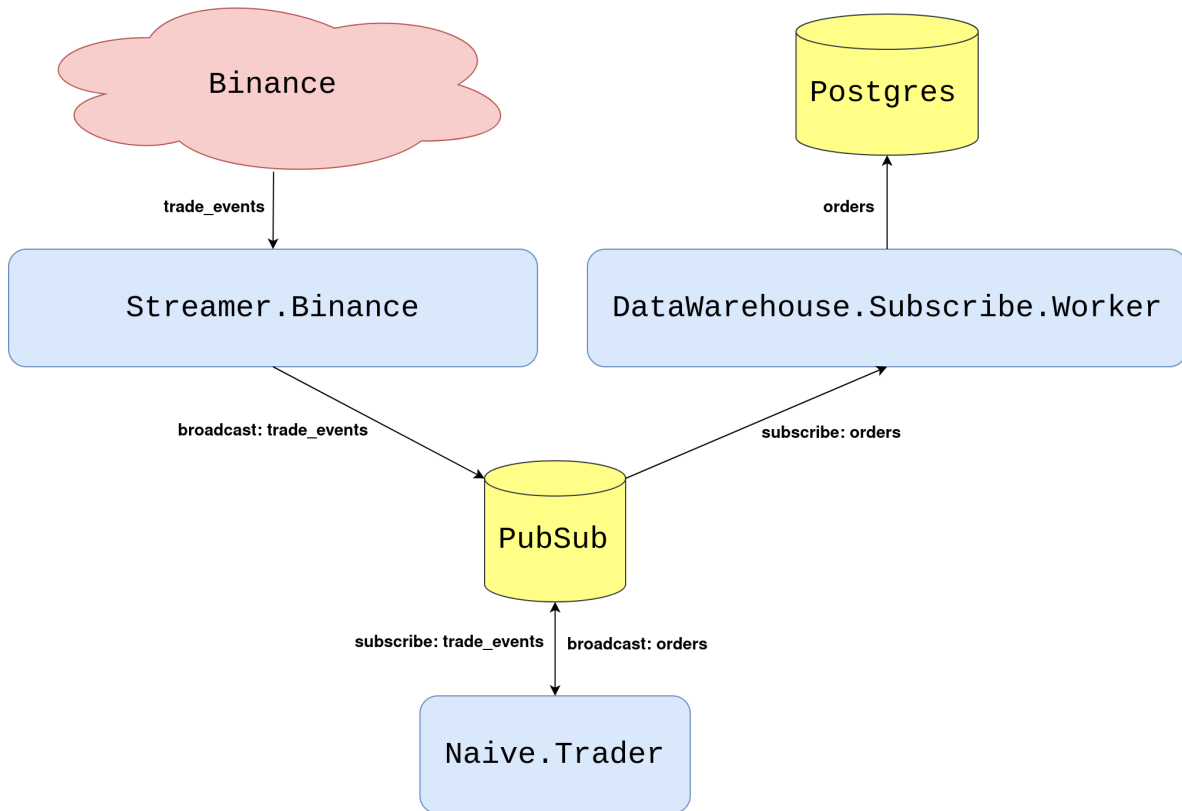 Binance
Postgres
trade_events
orders
Streamer.Binance
DataWarehouse.Subscribe.Worker
broadcast: trade_events
subscribe: orders
PubSub
subscribe: trade_events
broadcast: orders
Naive.Trader